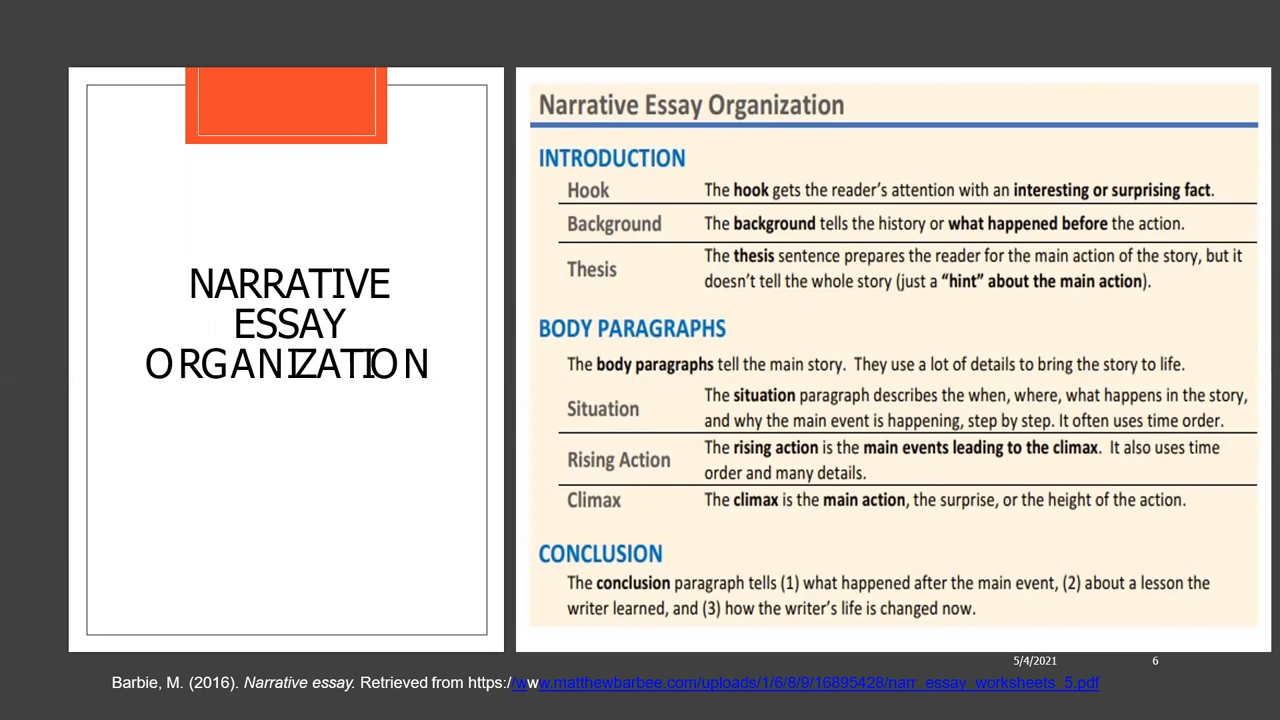 NARRATIVE
ESSAY
ORGANIZATION
Narrative Essay Organization
INTRODUCTION
Hook
The hook gets the reader's attention with an interesting or surprising fact.
Background
The background tells the history or what happened before the action.
Thesis
The thesis sentence prepares the reader for the main action of the story, but it
doesn't tell the whole story (just a “hint” about the main action).
BODY PARAGRAPHS
The body paragraphs tell the main story. They use a lot of details to bring the story to life.
Situation
The situation paragraph describes the when, where, what happens in the story,
and why the main event is happening, step by step. It often uses time order.
Rising Action
The rising action is the main events leading to the climax. It also uses time
order and many details.
Climax
The climax is the main action, the surprise, or the height of the action.
CONCLUSION
The conclusion paragraph tells (1) what happened after the main event, (2) about a lesson the
writer learned, and (3) how the writer's life is changed now.
5/4/2021 6
Barbie, M. (2016). Narrative essay. Retrieved from https://www.matthewbarbee.com/uploads/1/6/8/9/16895428/narr_essay_worksheets_5.pdf